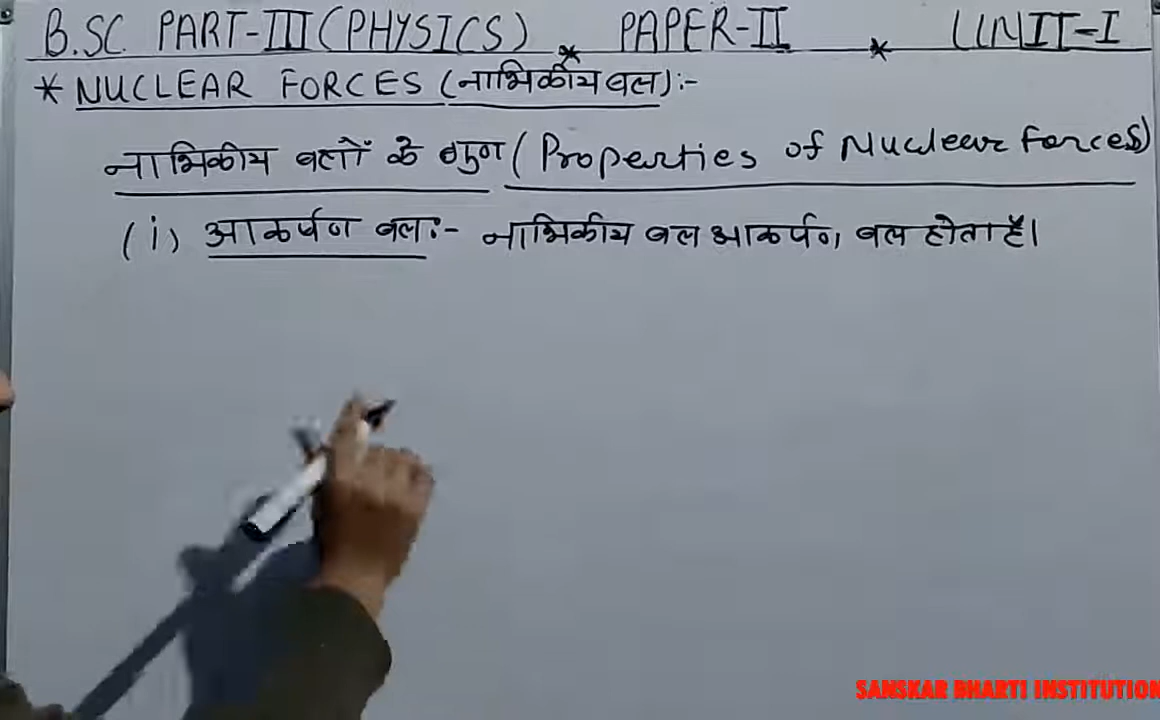 B.SC PART-III (PHYSICS) * PAPER-II * UNIT-I
* NUCLEAR FORCES (नाभिकीय बल) :-
नाभिकीय बलों के गुण (Properties of Nuclear Forces)
(i) आकर्षण बल :- नाभिकीय बल आकर्षण बल होता है।
SANSKAR BHARTI INSTITUTION